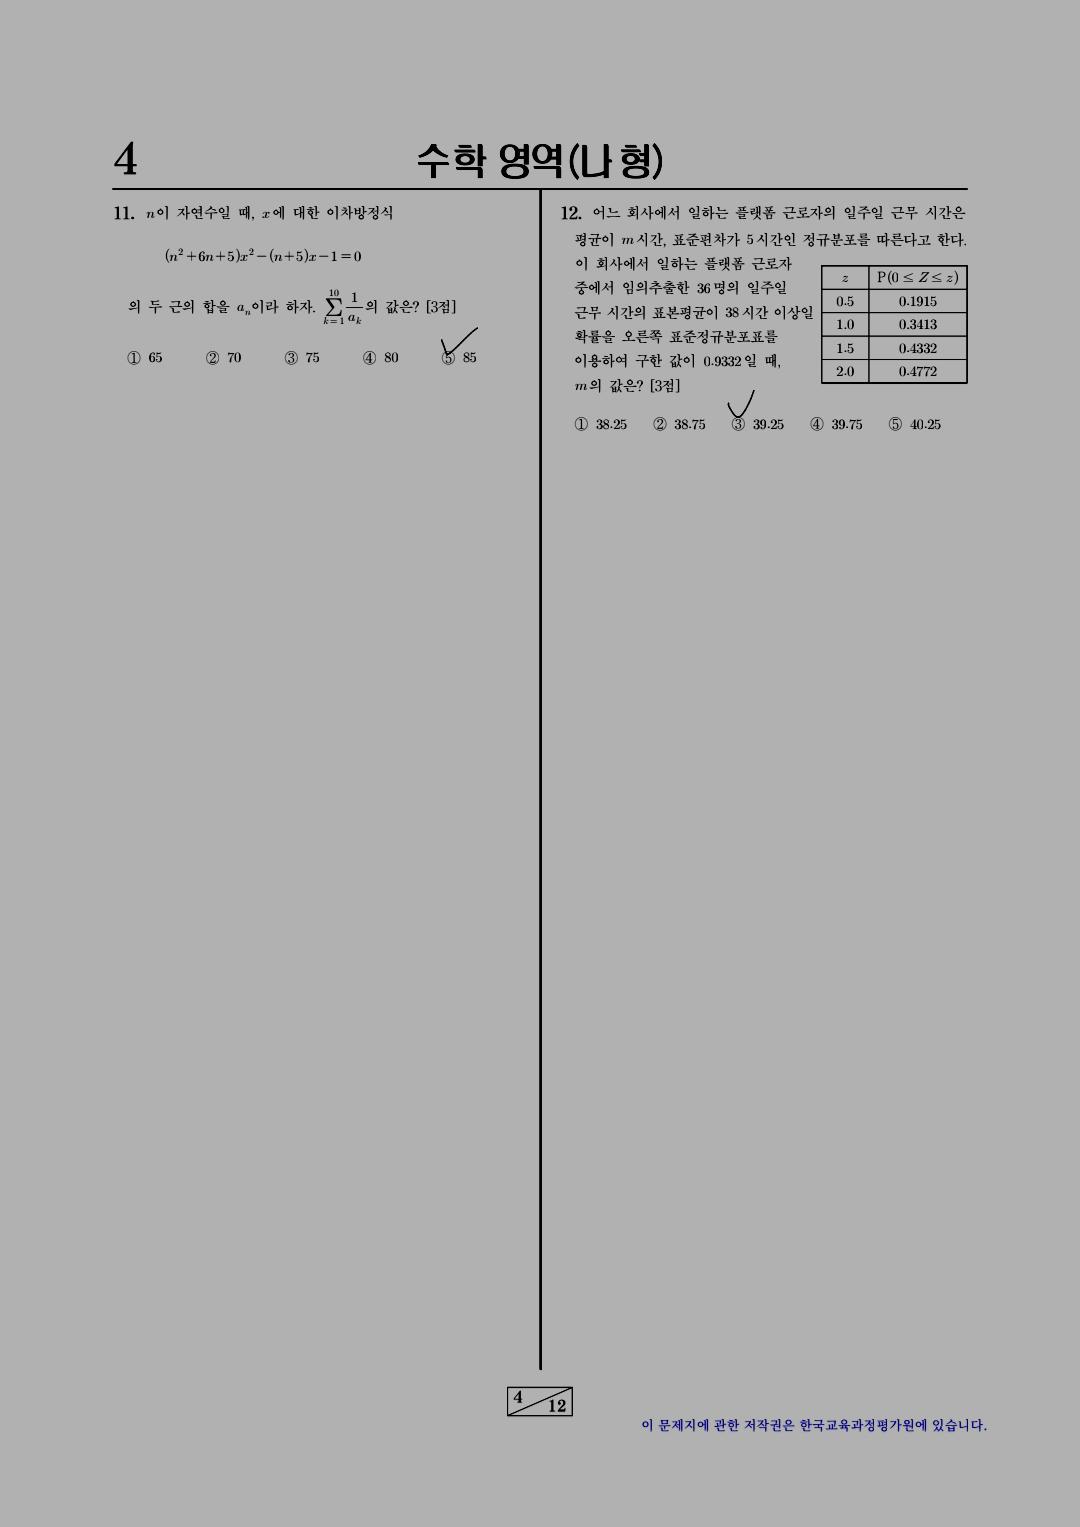 4
수학 영역(나 형)
11. n이 자연수일 때, x에 대한 이차방정식
(n²+6n+5)x²−(n+5)x−1=0
의 두 근의 합을 aₙ이라 하자. ∑_{k=1}^{10} 1/aₖ의 값은? [3점]
① 65 ② 70 ③ 75 ④ 80 ⑤ 85
12. 어느 회사에서 일하는 플랫폼 근로자의 일주일 근무 시간은
평균이 m시간, 표준편차가 5시간인 정규분포를 따른다고 한다.
이 회사에서 일하는 플랫폼 근로자
중에서 임의추출한 36명의 일주일
근무 시간의 표본평균이 38시간 이상일
확률을 오른쪽 표준정규분포표를
이용하여 구한 값이 0.9332일 때,
m의 값은? [3점]
z P(0≤Z≤z)
0.5 0.1915
1.0 0.3413
1.5 0.4332
2.0 0.4772
① 38.25 ② 38.75 ③ 39.25 ④ 39.75 ⑤ 40.25
4
12
이 문제지에 관한 저작권은 한국교육과정평가원에 있습니다.